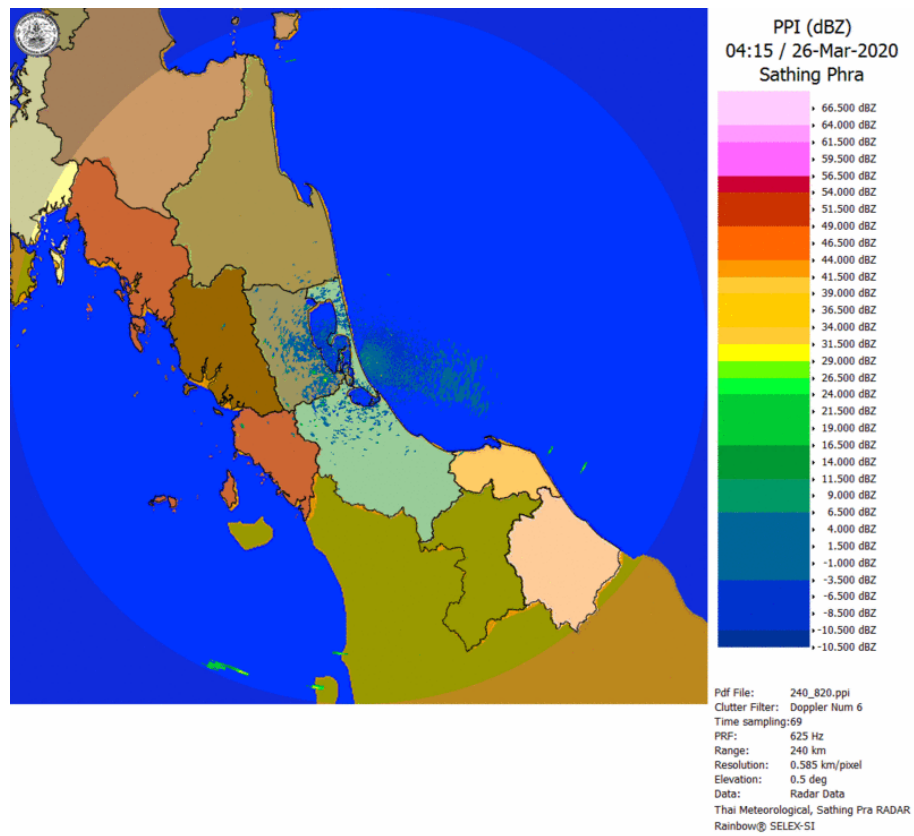 PPI (dBZ)
04:15 / 26-Mar-2020
Sathing Phra
66.500 dBZ
64.000 dBZ
61.500 dBZ
59.500 dBZ
56.500 dBZ
54.000 dBZ
51.500 dBZ
49.000 dBZ
46.500 dBZ
44.000 dBZ
41.500 dBZ
39.000 dBZ
36.500 dBZ
34.000 dBZ
31.500 dBZ
29.000 dBZ
26.500 dBZ
24.000 dBZ
21.500 dBZ
19.000 dBZ
16.500 dBZ
14.000 dBZ
11.500 dBZ
9.000 dBZ
6.500 dBZ
4.000 dBZ
1.500 dBZ
-1.000 dBZ
-3.500 dBZ
-6.500 dBZ
-8.500 dBZ
-10.500 dBZ
-10.500 dBZ
Pdf File: 240_820.ppi
Clutter Filter: Doppler Num 6
Time sampling:69
PRF: 625 Hz
Range: 240 km
Resolution: 0.585 km/pixel
Elevation: 0.5 deg
Data: Radar Data
Thai Meteorological, Sathing Pra RADAR
Rainbow® SELEX-SI